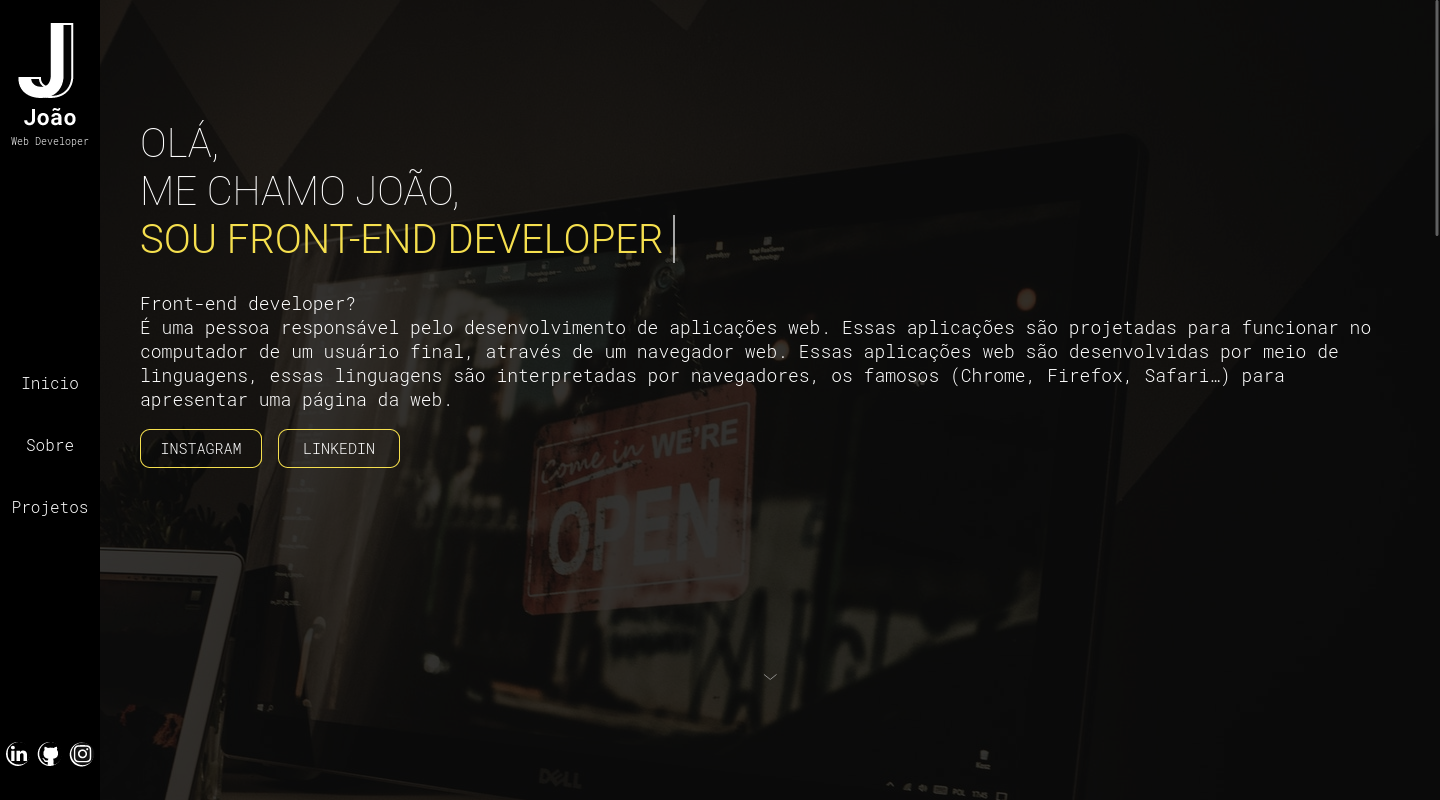 J
João
Web Developer
Inicio
Sobre
Projetos
in
OLÁ,
ME CHAMO JOÃO,
SOU FRONT-END DEVELOPER
Front-end developer?
É uma pessoa responsável pelo desenvolvimento de aplicações web. Essas aplicações são projetadas para funcionar no
computador de um usuário final, através de um navegador web. Essas aplicações web são desenvolvidas por meio de
linguagens, essas linguagens são interpretadas por navegadores, os famosos (Chrome, Firefox, Safari…) para
apresentar uma página da web.
INSTAGRAM
LINKEDIN
Come in WE'RE
OPEN
DELL
POL 17:45